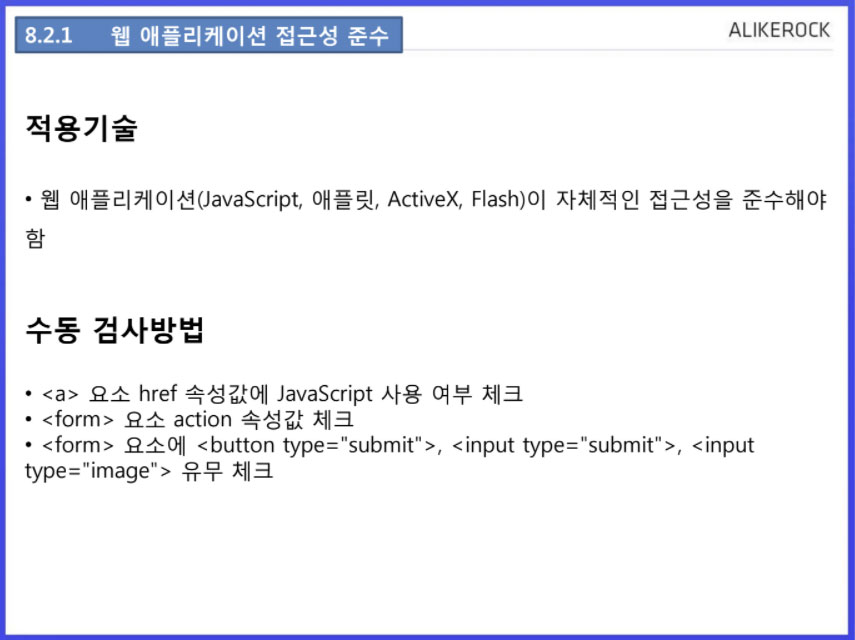 8.2.1 웹 애플리케이션 접근성 준수
ALIKEROCK
적용기술
• 웹 애플리케이션(JavaScript, 애플릿, ActiveX, Flash)이 자체적인 접근성을 준수해야
함
수동 검사방법
• <a> 요소 href 속성값에 JavaScript 사용 여부 체크
• <form> 요소 action 속성값 체크
• <form> 요소에 <button type="submit">, <input type="submit">, <input
type="image"> 유무 체크